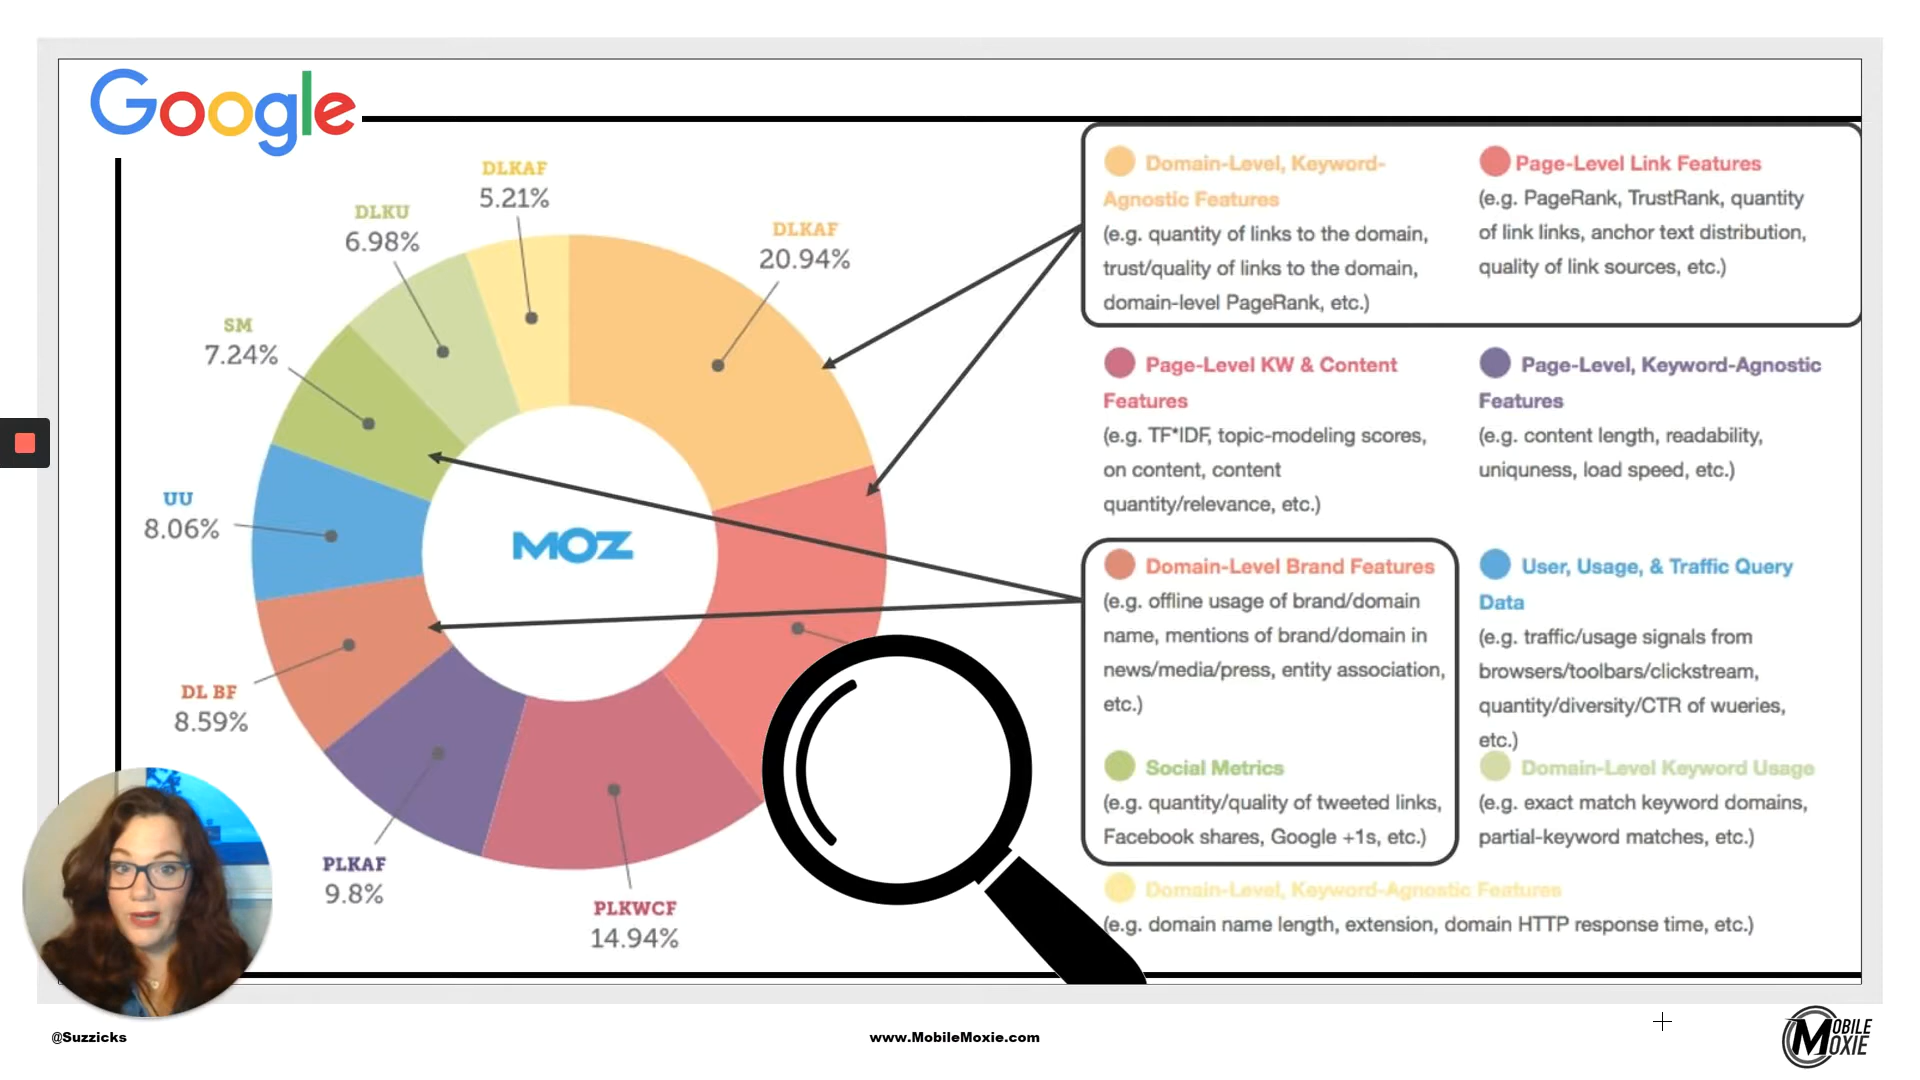 Google
DLKAF
5.21%
DLKU
6.98%
DLKAF
20.94%
SM
7.24%
UU
8.06%
MOZ
DL BF
8.59%
PLKAF
9.8%
PLKWCF
14.94%
Domain-Level, Keyword-
Agnostic Features
(e.g. quantity of links to the domain,
trust/quality of links to the domain,
domain-level PageRank, etc.)
Page-Level Link Features
(e.g. PageRank, TrustRank, quantity
of link links, anchor text distribution,
quality of link sources, etc.)
Page-Level KW & Content
Features
(e.g. TF*IDF, topic-modeling scores,
on content, content
quantity/relevance, etc.)
Page-Level, Keyword-Agnostic
Features
(e.g. content length, readability,
uniquness, load speed, etc.)
Domain-Level Brand Features
(e.g. offline usage of brand/domain
name, mentions of brand/domain in
news/media/press, entity association,
etc.)
User, Usage, & Traffic Query
Data
(e.g. traffic/usage signals from
browsers/toolbars/clickstream,
quantity/diversity/CTR of wueries,
etc.)
Social Metrics
(e.g. quantity/quality of tweeted links,
Facebook shares, Google +1s, etc.)
Domain-Level Keyword Usage
(e.g. exact match keyword domains,
partial-keyword matches, etc.)
Domain-Level, Keyword-Agnostic Features
(e.g. domain name length, extension, domain HTTP response time, etc.)
@Suzzicks
www.MobileMoxie.com
MOBILE
MOXIE